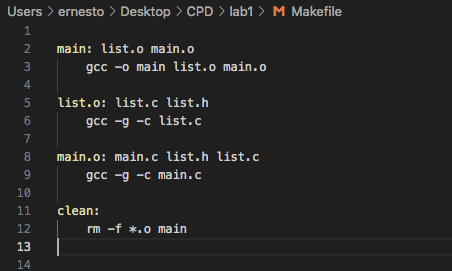 Users > ernesto > Desktop > CPD > lab1 > M Makefile
1
2 main: list.o main.o
3     gcc -o main list.o main.o
4
5 list.o: list.c list.h
6     gcc -g -c list.c
7
8 main.o: main.c list.h list.c
9     gcc -g -c main.c
10
11 clean:
12     rm -f *.o main
13
14